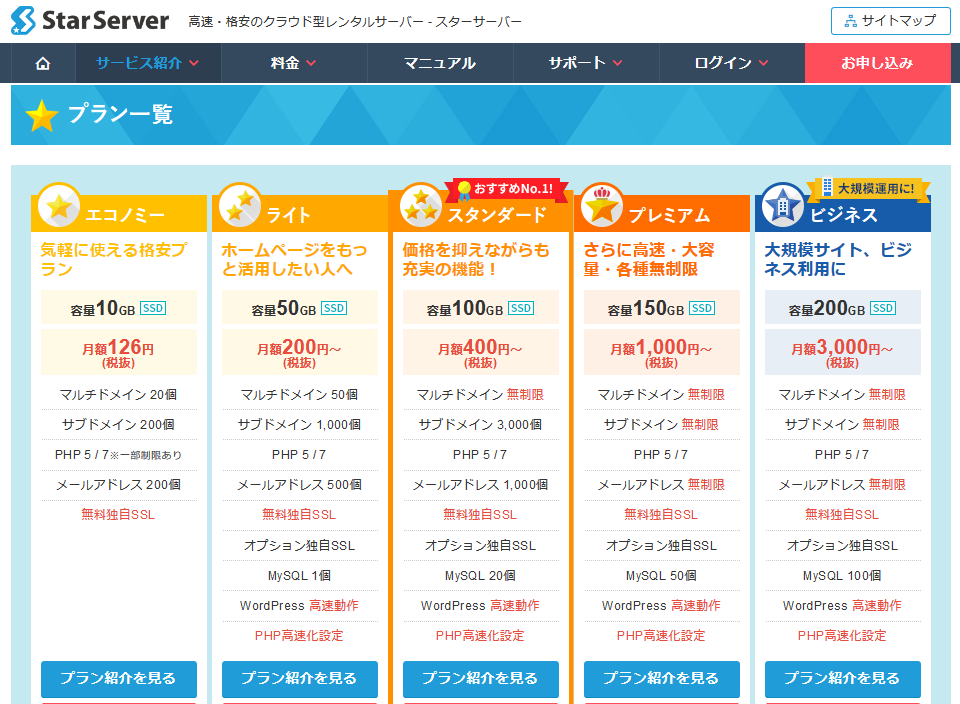 StarServer
高速・格安のクラウド型レンタルサーバー - スターサーバー
サイトマップ
サービス紹介
料金
マニュアル
サポート
ログイン
お申し込み
プラン一覧
エコノミー
気軽に使える格安プ
ラン
容量10GB SSD
月額126円
(税抜)
マルチドメイン 20個
サブドメイン 200個
PHP 5 / 7※一部制限あり
メールアドレス 200個
無料独自SSL
プラン紹介を見る
ライト
ホームページをもっ
と活用したい人へ
容量50GB SSD
月額200円～
(税抜)
マルチドメイン 50個
サブドメイン 1,000個
PHP 5 / 7
メールアドレス 500個
無料独自SSL
オプション独自SSL
MySQL 1個
WordPress 高速動作
PHP高速化設定
プラン紹介を見る
おすすめNo.1!
スタンダード
価格を抑えながらも
充実の機能！
容量100GB SSD
月額400円～
(税抜)
マルチドメイン 無制限
サブドメイン 3,000個
PHP 5 / 7
メールアドレス 1,000個
無料独自SSL
オプション独自SSL
MySQL 20個
WordPress 高速動作
PHP高速化設定
プラン紹介を見る
プレミアム
さらに高速・大容
量・各種無制限
容量150GB SSD
月額1,000円～
(税抜)
マルチドメイン 無制限
サブドメイン 無制限
PHP 5 / 7
メールアドレス 無制限
無料独自SSL
オプション独自SSL
MySQL 50個
WordPress 高速動作
PHP高速化設定
プラン紹介を見る
大規模運用に!
ビジネス
大規模サイト、ビジ
ネス利用に
容量200GB SSD
月額3,000円～
(税抜)
マルチドメイン 無制限
サブドメイン 無制限
PHP 5 / 7
メールアドレス 無制限
無料独自SSL
オプション独自SSL
MySQL 100個
WordPress 高速動作
PHP高速化設定
プラン紹介を見る